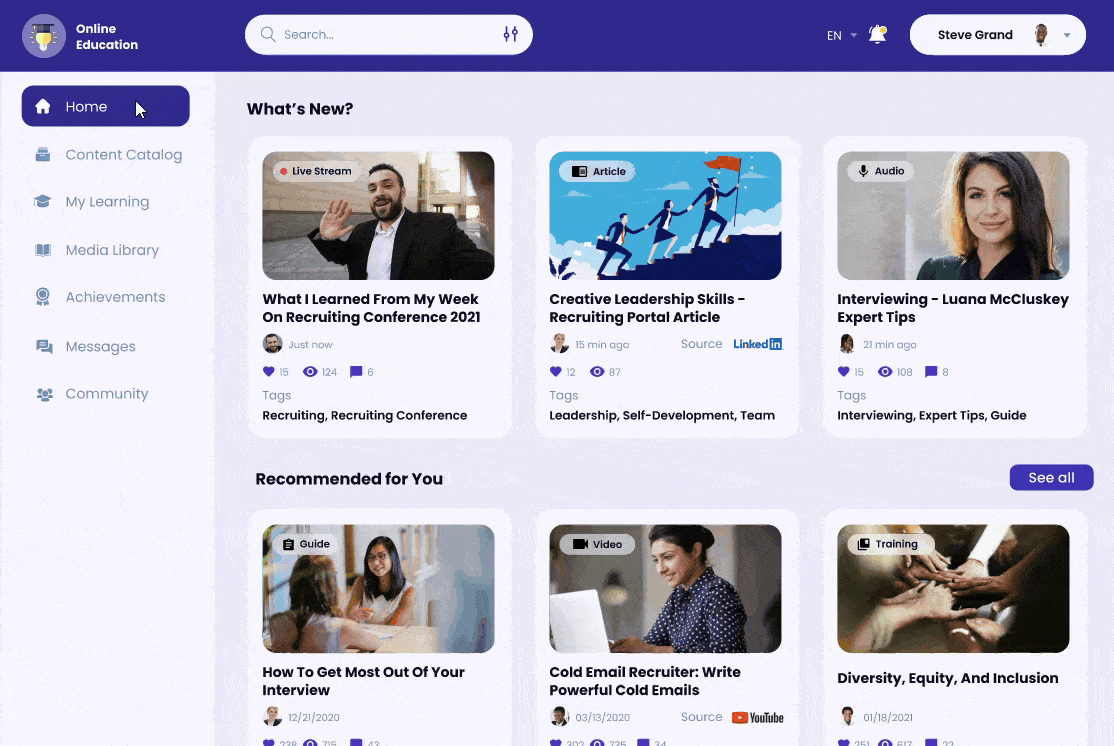 Online
Education
Search...
EN
Steve Grand
Home
Content Catalog
My Learning
Media Library
Achievements
Messages
Community
What's New?
Live Stream
Article
Audio
What I Learned From My Week
On Recruiting Conference 2021
Just now
15 124 6
Tags
Recruiting, Recruiting Conference
Creative Leadership Skills -
Recruiting Portal Article
15 min ago Source Linkedin
12 87
Tags
Leadership, Self-Development, Team
Interviewing - Luana McCluskey
Expert Tips
21 min ago
15 108 8
Tags
Interviewing, Expert Tips, Guide
Recommended for You
See all
Guide
Video
Training
How To Get Most Out Of Your
Interview
12/21/2020
238 715 43
Cold Email Recruiter: Write
Powerful Cold Emails
03/13/2020 Source YouTube
302 735 34
Diversity, Equity, And Inclusion
01/18/2021
251 617 22